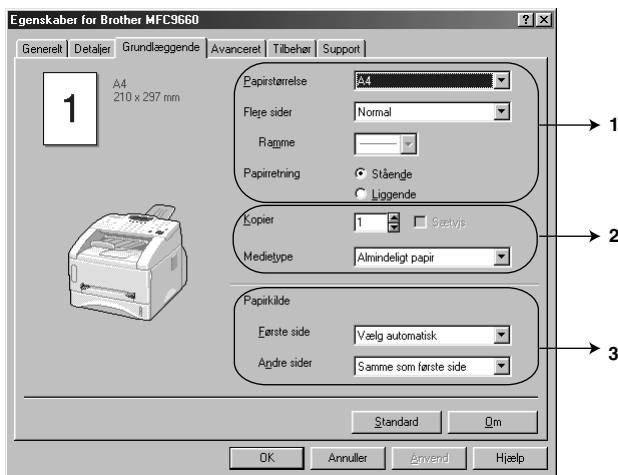 Egenskaber for Brother MFC9660
Generelt Detaljer Grundlæggende Avanceret Tilbehør Support
1
A4
210 x 297 mm
Papirstørrelse A4
Flere sider Normal
Ramme
Papirretning Stående
Liggende
1
Kopier 1 Sætvis
Medietype Almindeligt papir
2
Papirkilde
Første side Vælg automatisk
Andre sider Samme som første side
3
Standard Om
OK Annuller Anvend Hjælp